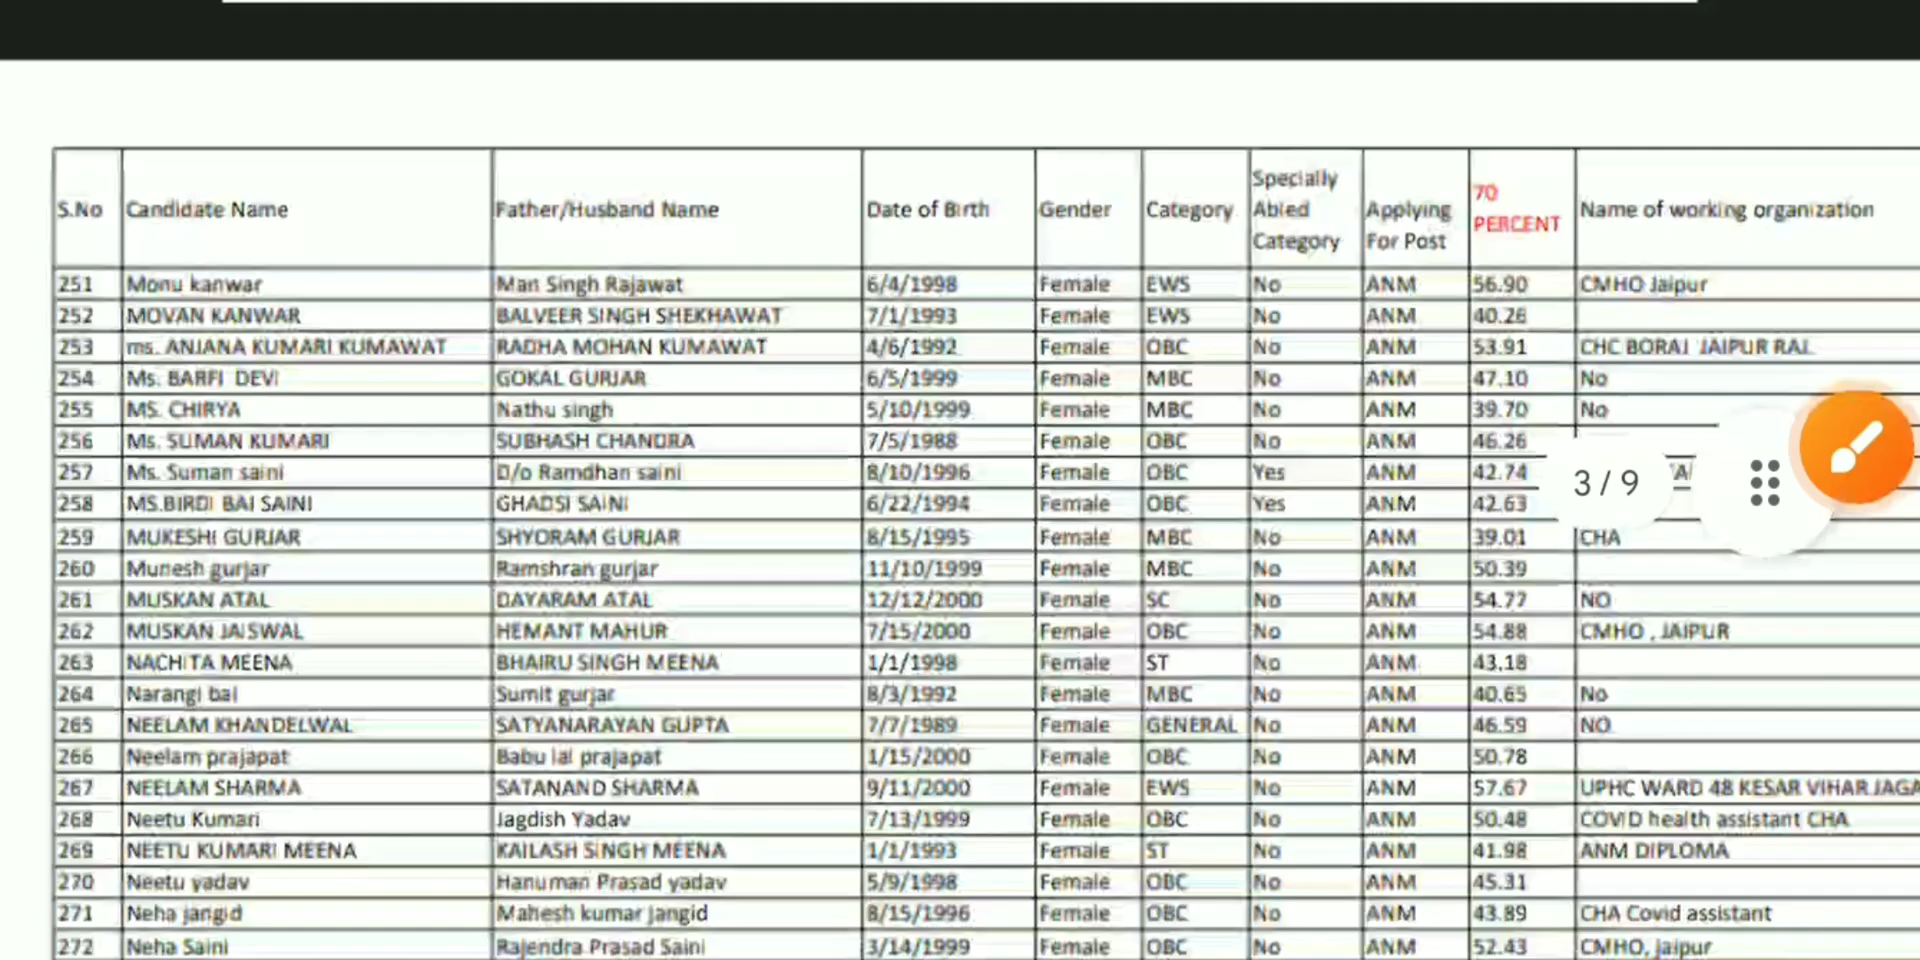 S.No Candidate Name Father/Husband Name Date of Birth Gender Category Specially Abled Category Applying For Post 70 PERCENT Name of working organization
251 Monu kanwar Man Singh Rajawat 6/4/1998 Female EWS No ANM 56.90 CMHO Jaipur
252 MOVAN KANWAR BALVEER SINGH SHEKHAWAT 7/1/1993 Female EWS No ANM 40.26
253 ms. ANJANA KUMARI KUMAWAT RADHA MOHAN KUMAWAT 4/6/1992 Female OBC No ANM 53.91 CHC BORAJ JAIPUR RAJ.
254 Ms. BARFI DEVI GOKAL GURJAR 6/5/1999 Female MBC No ANM 47.10 No
255 MS. CHIRYA Nathu singh 5/10/1999 Female MBC No ANM 39.70 No
256 Ms. SUMAN KUMARI SUBHASH CHANDRA 7/5/1988 Female OBC No ANM 46.26
257 Ms. Suman saini D/o Ramdhan saini 8/10/1996 Female OBC Yes ANM 42.74
258 MS.BIRDI BAI SAINI GHADSI SAINI 6/22/1994 Female OBC Yes ANM 42.63
3 / 9
259 MUKESHI GURJAR SHYORAM GURJAR 8/15/1995 Female MBC No ANM 39.01 CHA
260 Munesh gurjar Ramshran gurjar 11/10/1999 Female MBC No ANM 50.39
261 MUSKAN ATAL DAYARAM ATAL 12/12/2000 Female SC No ANM 54.77 NO
262 MUSKAN JAISWAL HEMANT MAHUR 7/15/2000 Female OBC No ANM 54.88 CMHO , JAIPUR
263 NACHITA MEENA BHAIRU SINGH MEENA 1/1/1998 Female ST No ANM 43.18
264 Narangi bai Sumit gurjar 8/3/1992 Female MBC No ANM 40.65 No
265 NEELAM KHANDELWAL SATYANARAYAN GUPTA 7/7/1989 Female GENERAL No ANM 46.59 NO
266 Neelam prajapat Babu lal prajapat 1/15/2000 Female OBC No ANM 50.78
267 NEELAM SHARMA SATANAND SHARMA 9/11/2000 Female EWS No ANM 57.67 UPHC WARD 48 KESAR VIHAR JAGA
268 Neetu Kumari Jagdish Yadav 7/13/1999 Female OBC No ANM 50.48 COVID health assistant CHA
269 NEETU KUMARI MEENA KAILASH SINGH MEENA 1/1/1993 Female ST No ANM 41.98 ANM DIPLOMA
270 Neetu yadav Hanuman Prasad yadav 5/9/1998 Female OBC No ANM 45.31
271 Neha jangid Mahesh kumar jangid 8/15/1996 Female OBC No ANM 43.89 CHA Covid assistant
272 Neha Saini Rajendra Prasad Saini 3/14/1999 Female OBC No ANM 52.43 CMHO, jaipur